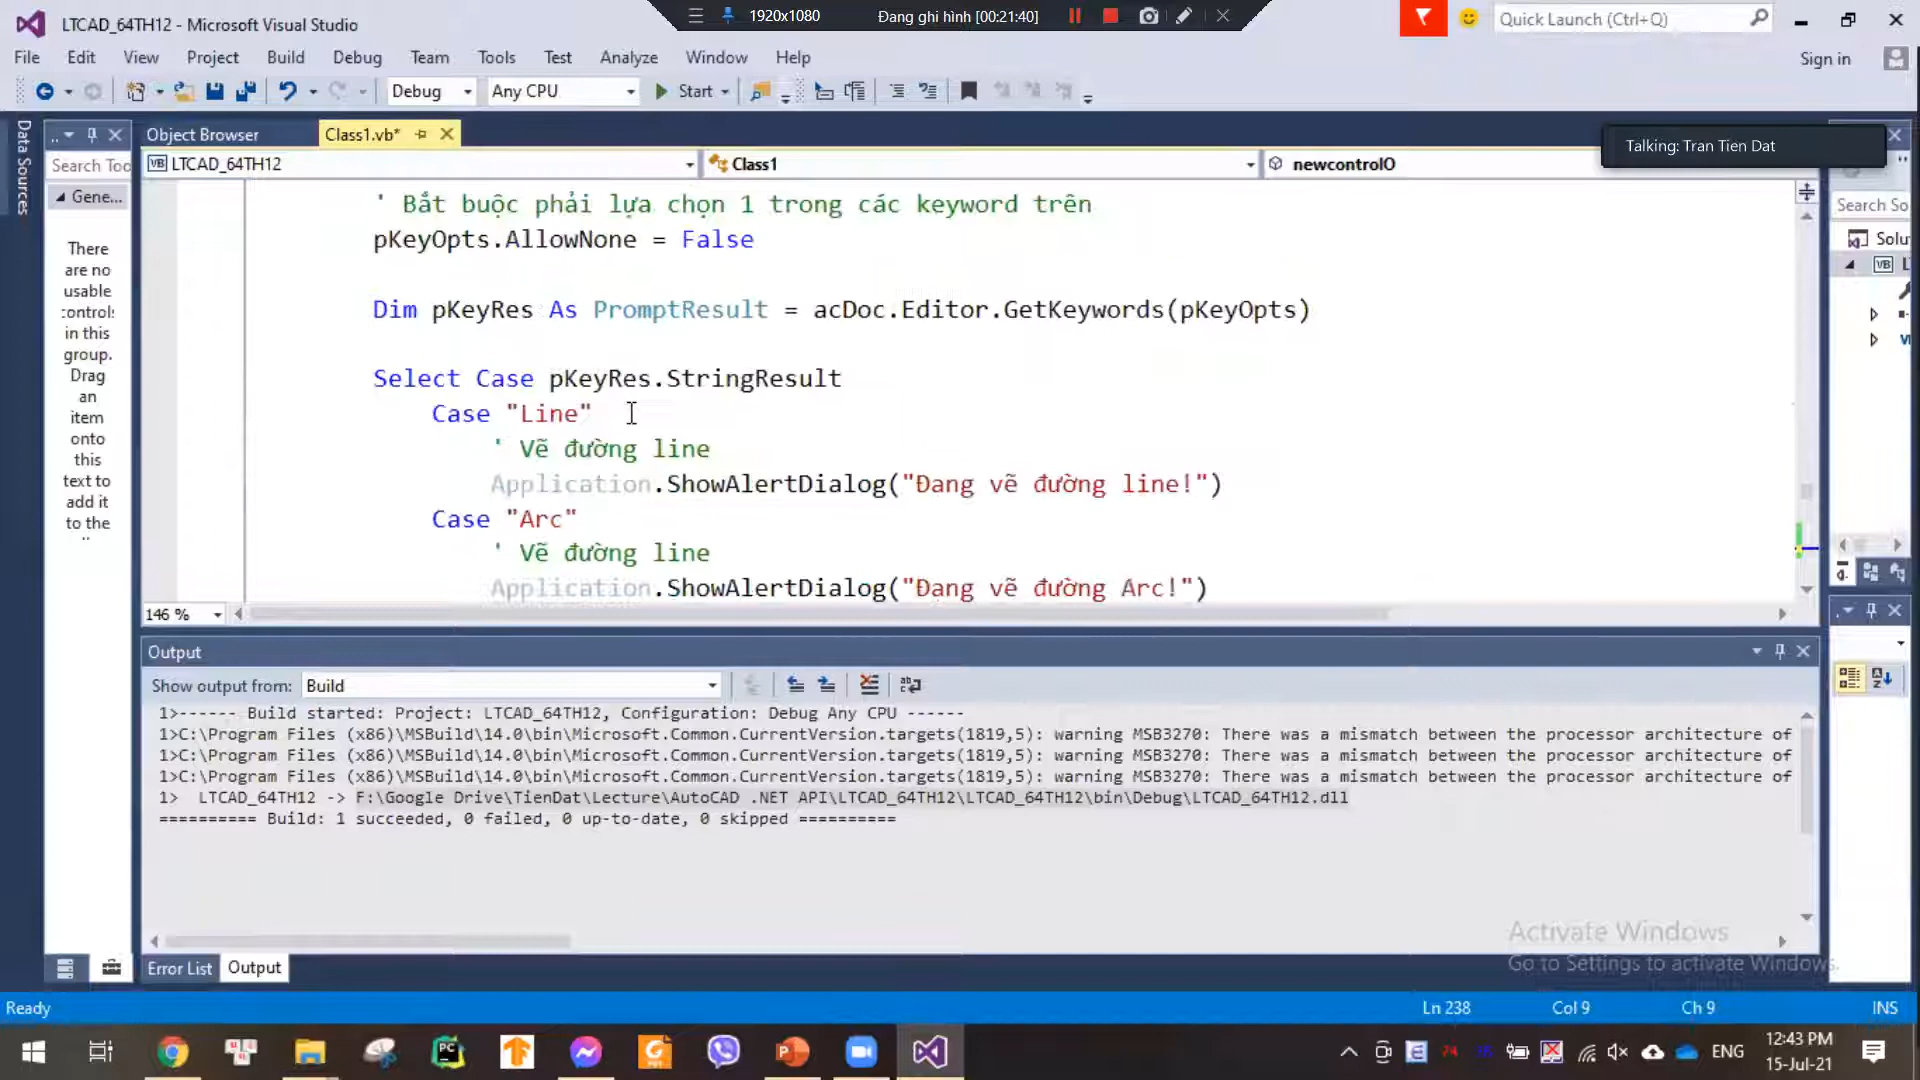 1920x1080
Đang ghi hình [00:21:40]
LTCAD_64TH12 - Microsoft Visual Studio
Quick Launch (Ctrl+Q)
File Edit View Project Build Debug Team Tools Test Analyze Window Help
Sign in
Debug Any CPU Start
Data Sources
Object Browser
Class1.vb*
Talking: Tran Tien Dat
Search Too
LTCAD_64TH12
Class1
newcontrolO
Gene...
Search So
Solu
There
are no
usable
controls
in this
group.
Drag
an
item
onto
this
text to
add it
to the
' Bắt buộc phải lựa chọn 1 trong các keyword trên
pKeyOpts.AllowNone = False
Dim pKeyRes As PromptResult = acDoc.Editor.GetKeywords(pKeyOpts)
Select Case pKeyRes.StringResult
Case "Line"
' Vẽ đường line
Application.ShowAlertDialog("Đang vẽ đường line!")
Case "Arc"
' Vẽ đường line
Application.ShowAlertDialog("Đang vẽ đường Arc!")
146 %
Output
Show output from: Build
1>------ Build started: Project: LTCAD_64TH12, Configuration: Debug Any CPU ------
1>C:\Program Files (x86)\MSBuild\14.0\bin\Microsoft.Common.CurrentVersion.targets(1819,5): warning MSB3270: There was a mismatch between the processor architecture of
1>C:\Program Files (x86)\MSBuild\14.0\bin\Microsoft.Common.CurrentVersion.targets(1819,5): warning MSB3270: There was a mismatch between the processor architecture of
1>C:\Program Files (x86)\MSBuild\14.0\bin\Microsoft.Common.CurrentVersion.targets(1819,5): warning MSB3270: There was a mismatch between the processor architecture of
1> LTCAD_64TH12 -> F:\Google Drive\TienDat\Lecture\AutoCAD .NET API\LTCAD_64TH12\LTCAD_64TH12\bin\Debug\LTCAD_64TH12.dll
========== Build: 1 succeeded, 0 failed, 0 up-to-date, 0 skipped ==========
Activate Windows
Go to Settings to activate Windows.
Error List Output
Ready
Ln 238 Col 9 Ch 9 INS
ENG
12:43 PM
15-Jul-21